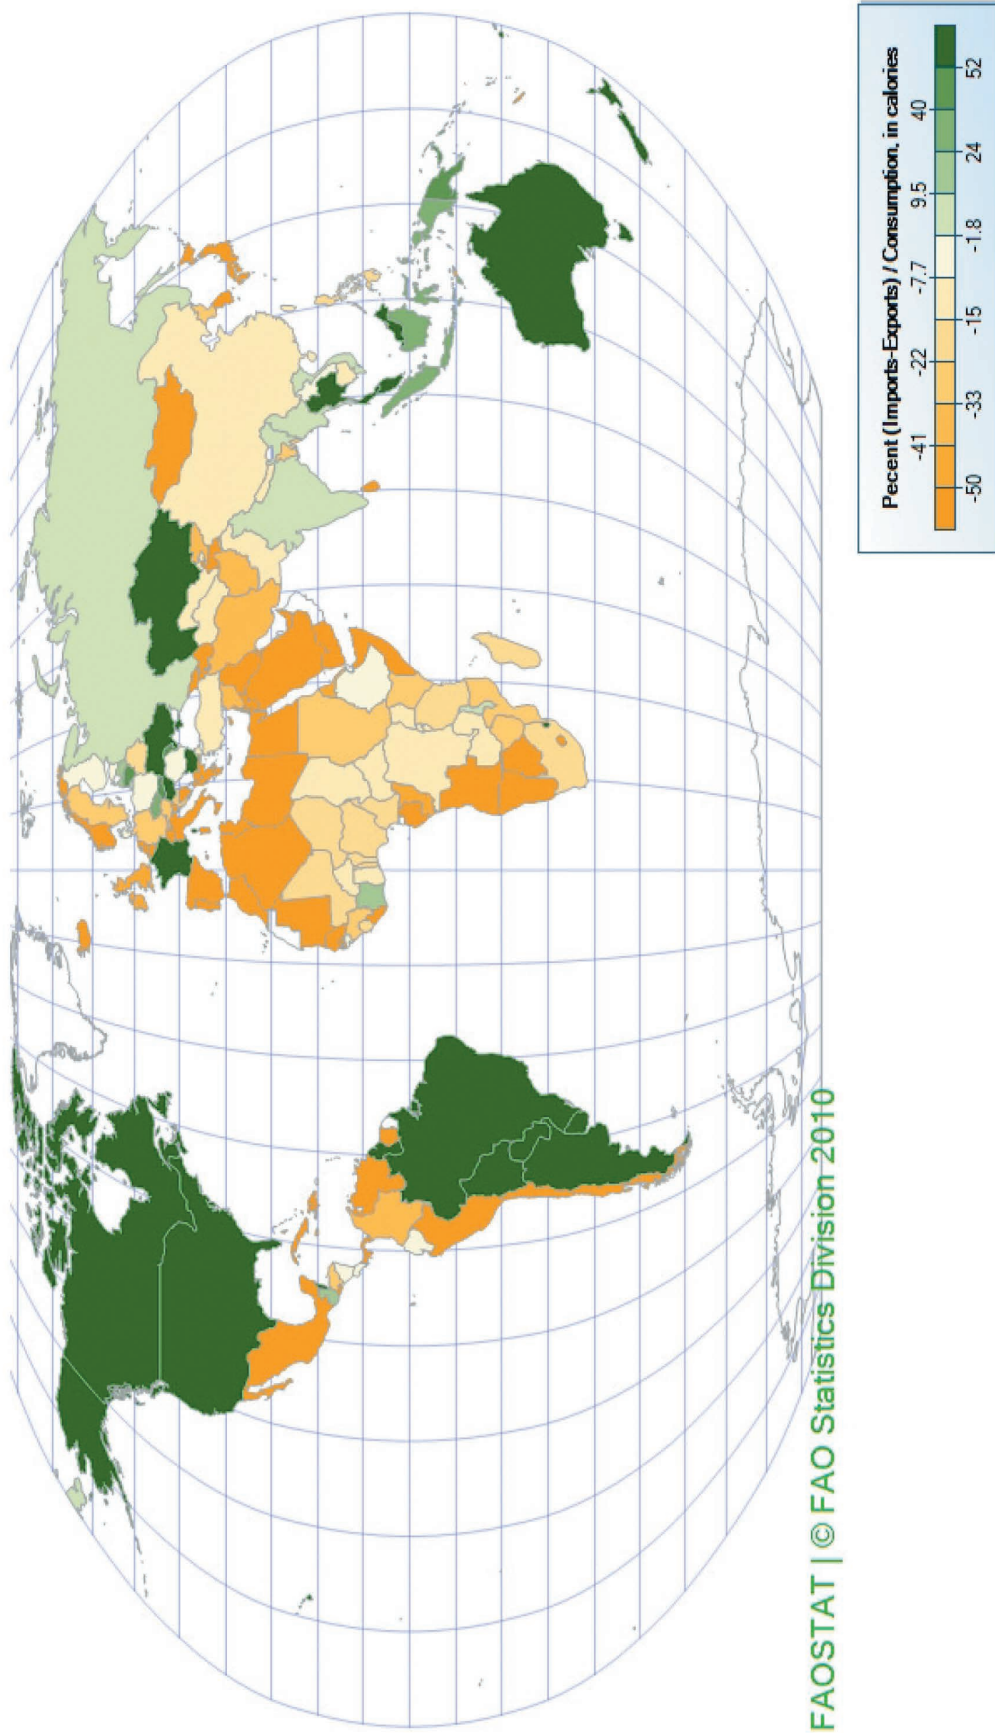 Pecent (Imports-Exports) / Consumption, in calories
-41 -22 -7.7 9.5 40
-50 -33 -15 -1.8 24 52
FAOSTAT | © FAO Statistics Division 2010